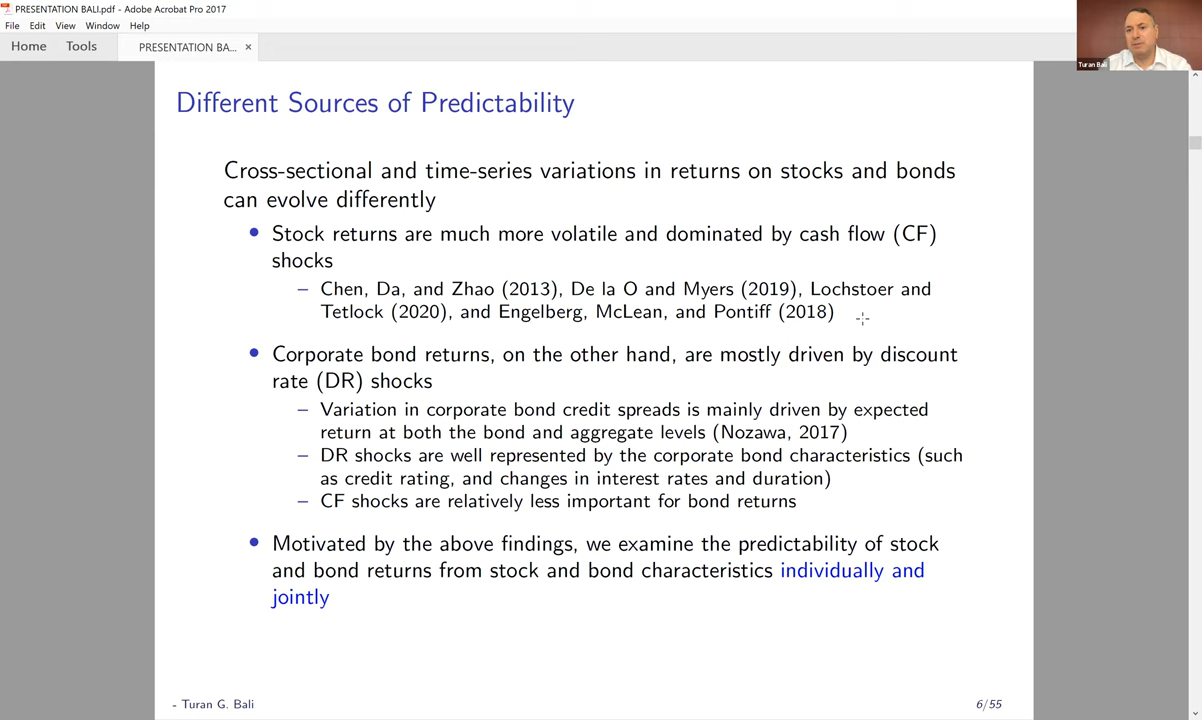 PRESENTATION BALI.pdf - Adobe Acrobat Pro 2017
File Edit View Window Help
Home Tools PRESENTATION BA... ×
Turan Bali
Different Sources of Predictability
Cross-sectional and time-series variations in returns on stocks and bonds
can evolve differently
• Stock returns are much more volatile and dominated by cash flow (CF)
shocks
– Chen, Da, and Zhao (2013), De la O and Myers (2019), Lochstoer and
Tetlock (2020), and Engelberg, McLean, and Pontiff (2018)
• Corporate bond returns, on the other hand, are mostly driven by discount
rate (DR) shocks
– Variation in corporate bond credit spreads is mainly driven by expected
return at both the bond and aggregate levels (Nozawa, 2017)
– DR shocks are well represented by the corporate bond characteristics (such
as credit rating, and changes in interest rates and duration)
– CF shocks are relatively less important for bond returns
• Motivated by the above findings, we examine the predictability of stock
and bond returns from stock and bond characteristics individually and
jointly
- Turan G. Bali 6/55